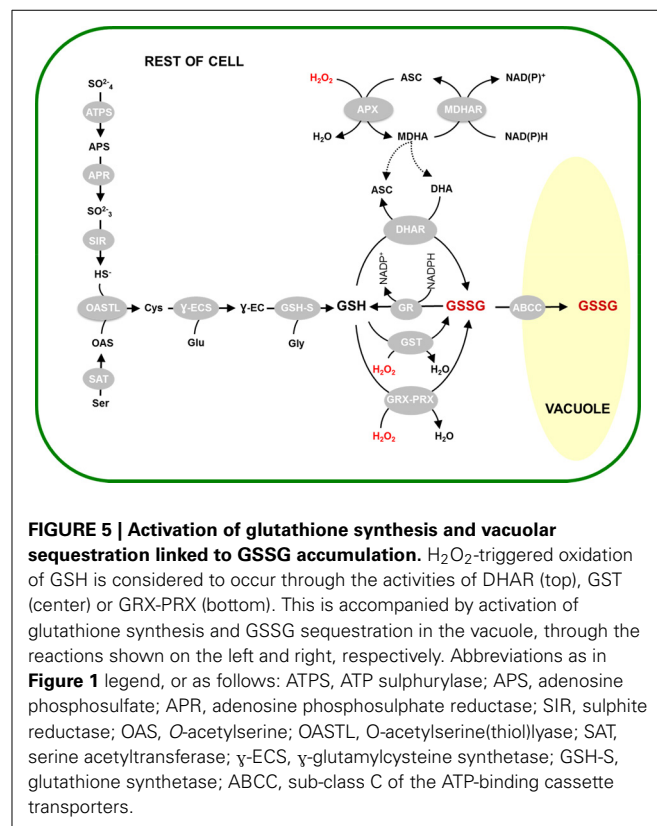 REST OF CELL
SO²⁻₄
ATPS
APS
APR
SO²⁻₃
SIR
HS⁻
OASTL
OAS
SAT
Ser
Cys
ɣ-ECS
Glu
ɣ-EC
GSH-S
Gly
GSH
H₂O₂
ASC
NAD(P)⁺
APX
MDHAR
H₂O
MDHA
NAD(P)H
ASC
DHA
DHAR
NADP⁺
NADPH
GR
GSSG
GST
H₂O₂
H₂O
GRX-PRX
H₂O₂
H₂O
ABCC
GSSG
VACUOLE
FIGURE 5 | Activation of glutathione synthesis and vacuolar
sequestration linked to GSSG accumulation. H₂O₂-triggered oxidation
of GSH is considered to occur through the activities of DHAR (top), GST
(center) or GRX-PRX (bottom). This is accompanied by activation of
glutathione synthesis and GSSG sequestration in the vacuole, through the
reactions shown on the left and right, respectively. Abbreviations as in
Figure 1 legend, or as follows: ATPS, ATP sulphurylase; APS, adenosine
phosphosulfate; APR, adenosine phosphosulphate reductase; SIR, sulphite
reductase; OAS, O-acetylserine; OASTL, O-acetylserine(thiol)lyase; SAT,
serine acetyltransferase; ɣ-ECS, ɣ-glutamylcysteine synthetase; GSH-S,
glutathione synthetase; ABCC, sub-class C of the ATP-binding cassette
transporters.